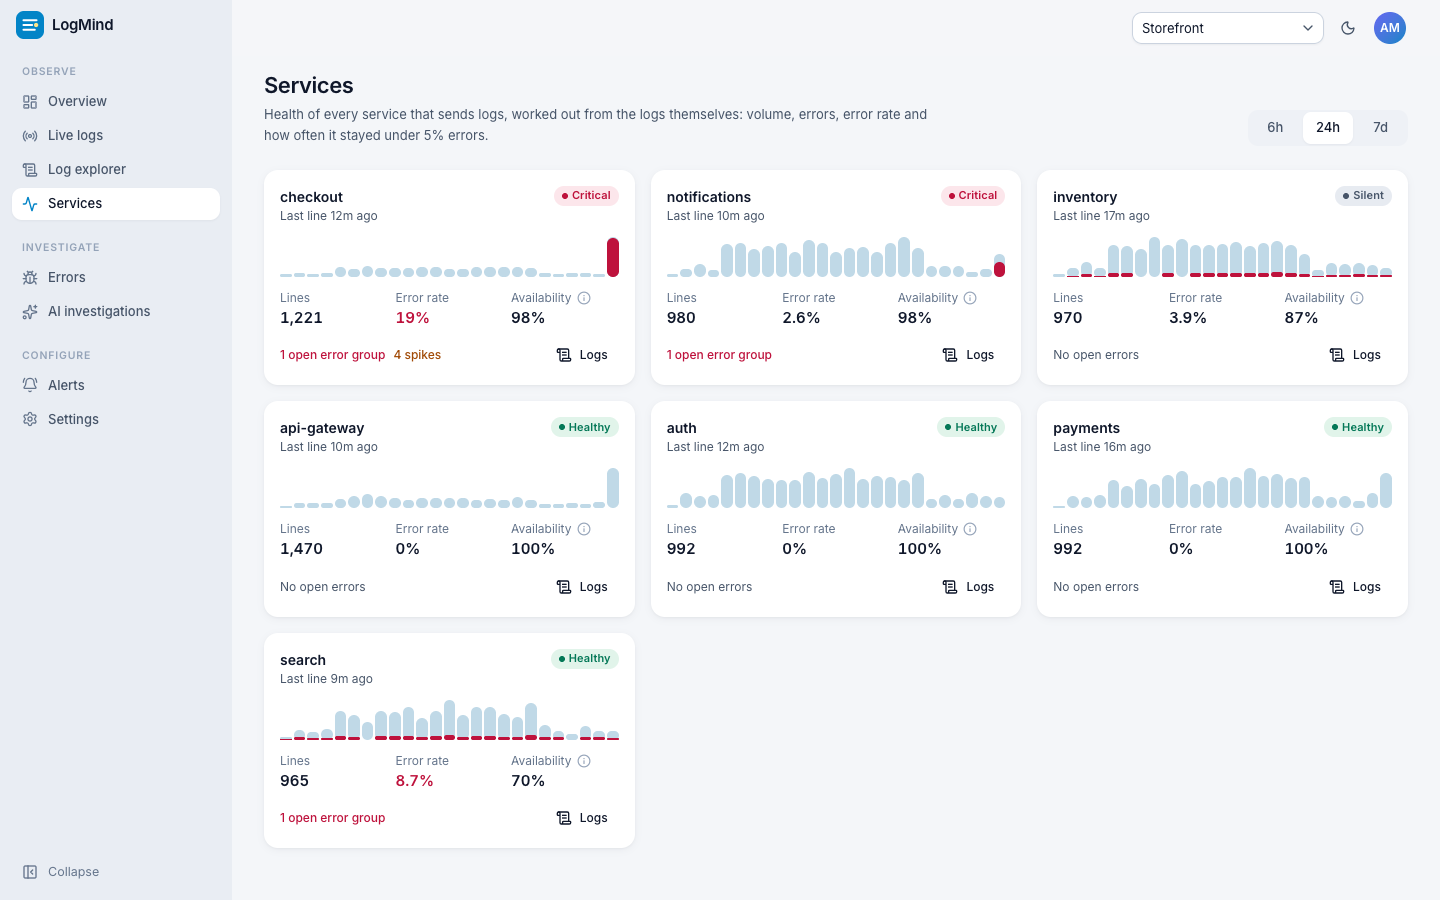 LogMind
Storefront
AM
OBSERVE
Overview
Live logs
Log explorer
Services
INVESTIGATE
Errors
AI investigations
CONFIGURE
Alerts
Settings
Collapse
Services
Health of every service that sends logs, worked out from the logs themselves: volume, errors, error rate and
how often it stayed under 5% errors.
6h 24h 7d
checkout Critical
Last line 12m ago
Lines Error rate Availability
1,221 19% 98%
1 open error group 4 spikes Logs
notifications Critical
Last line 10m ago
Lines Error rate Availability
980 2.6% 98%
1 open error group Logs
inventory Silent
Last line 17m ago
Lines Error rate Availability
970 3.9% 87%
No open errors Logs
api-gateway Healthy
Last line 10m ago
Lines Error rate Availability
1,470 0% 100%
No open errors Logs
auth Healthy
Last line 12m ago
Lines Error rate Availability
992 0% 100%
No open errors Logs
payments Healthy
Last line 16m ago
Lines Error rate Availability
992 0% 100%
No open errors Logs
search Healthy
Last line 9m ago
Lines Error rate Availability
965 8.7% 70%
1 open error group Logs